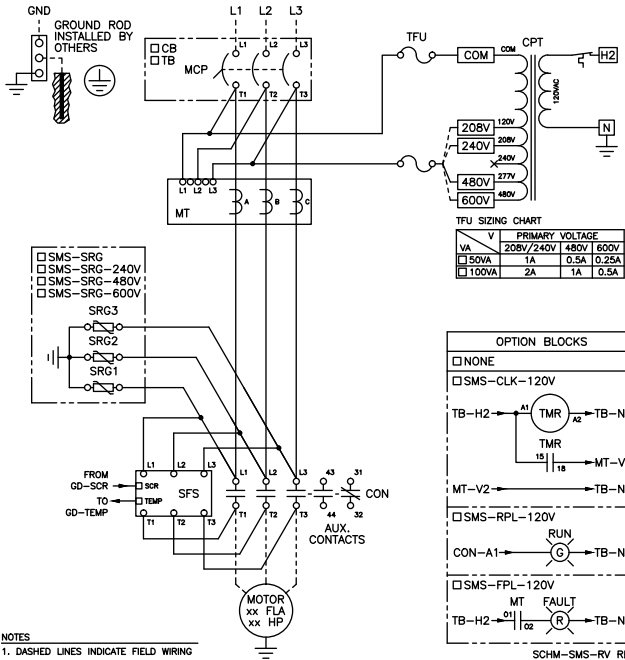 GND
GROUND ROD
INSTALLED BY
OTHERS
L1 L2 L3
CB
TB
MCP
L1 L2 L3
T1 T2 T3
TFU
COM
COM
CPT
H2
120VAC
N
208V
120V
240V
208V
240V
480V
277V
600V
480V
L1 L2 L3
MT
A B C
TFU SIZING CHART
V
VA
PRIMARY VOLTAGE
208V/240V 480V 600V
50VA 1A 0.5A 0.25A
100VA 2A 1A 0.5A
SMS-SRG
SMS-SRG-240V
SMS-SRG-480V
SMS-SRG-600V
SRG3
SRG2
SRG1
FROM
GD-SCR
TO
GD-TEMP
L1 L2 L3
SCR
TEMP
SFS
T1 T2 T3
L1 L2 L3
43 31
CON
T1 T2 T3
44 32
AUX.
CONTACTS
MOTOR
xx FLA
xx HP
NOTES
1. DASHED LINES INDICATE FIELD WIRING
OPTION BLOCKS
NONE
SMS-CLK-120V
TB-H2
A1
TMR
A2
TB-N
TMR
15
18
MT-V
MT-V2
TB-N
SMS-RPL-120V
RUN
CON-A1
G
TB-N
SMS-FPL-120V
MT
FAULT
TB-H2
01
02
R
TB-N
SCHM-SMS-RV RE